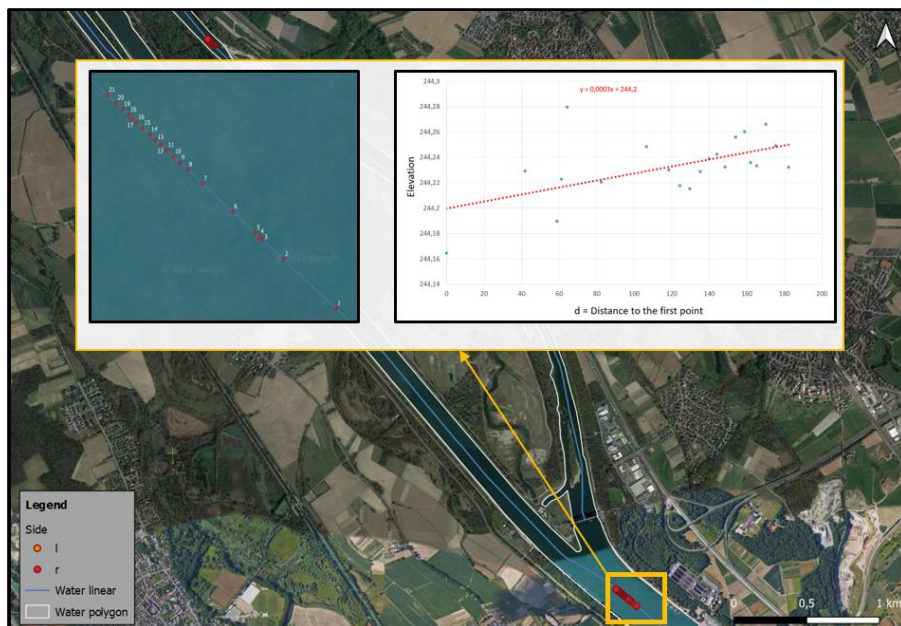 21
20
19
18
17
16
15
14
13
12
11
10
9
8
7
6
5
4
3
2
1
244,3
244,28
244,26
244,24
244,22
244,2
244,18
244,16
244,14
Elevation
y = 0,0003x + 244,2
0 20 40 60 80 100 120 140 160 180 200
d = Distance to the first point
Legend
Side
l
r
Water linear
Water polygon
0 0,5 1 km